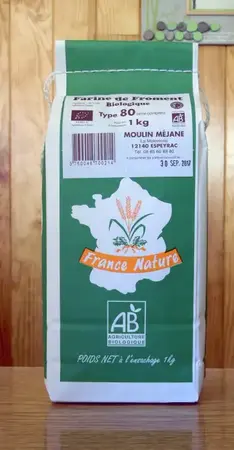 Farine de Froment
Biologique
Type 80
1 kg
AB
MOULIN MÉJANE
12140 ESPEYRAC
30 SEP. 2017
France Nature
AB
AGRICULTURE
BIOLOGIQUE
POIDS NET à l'ensachage 1kg